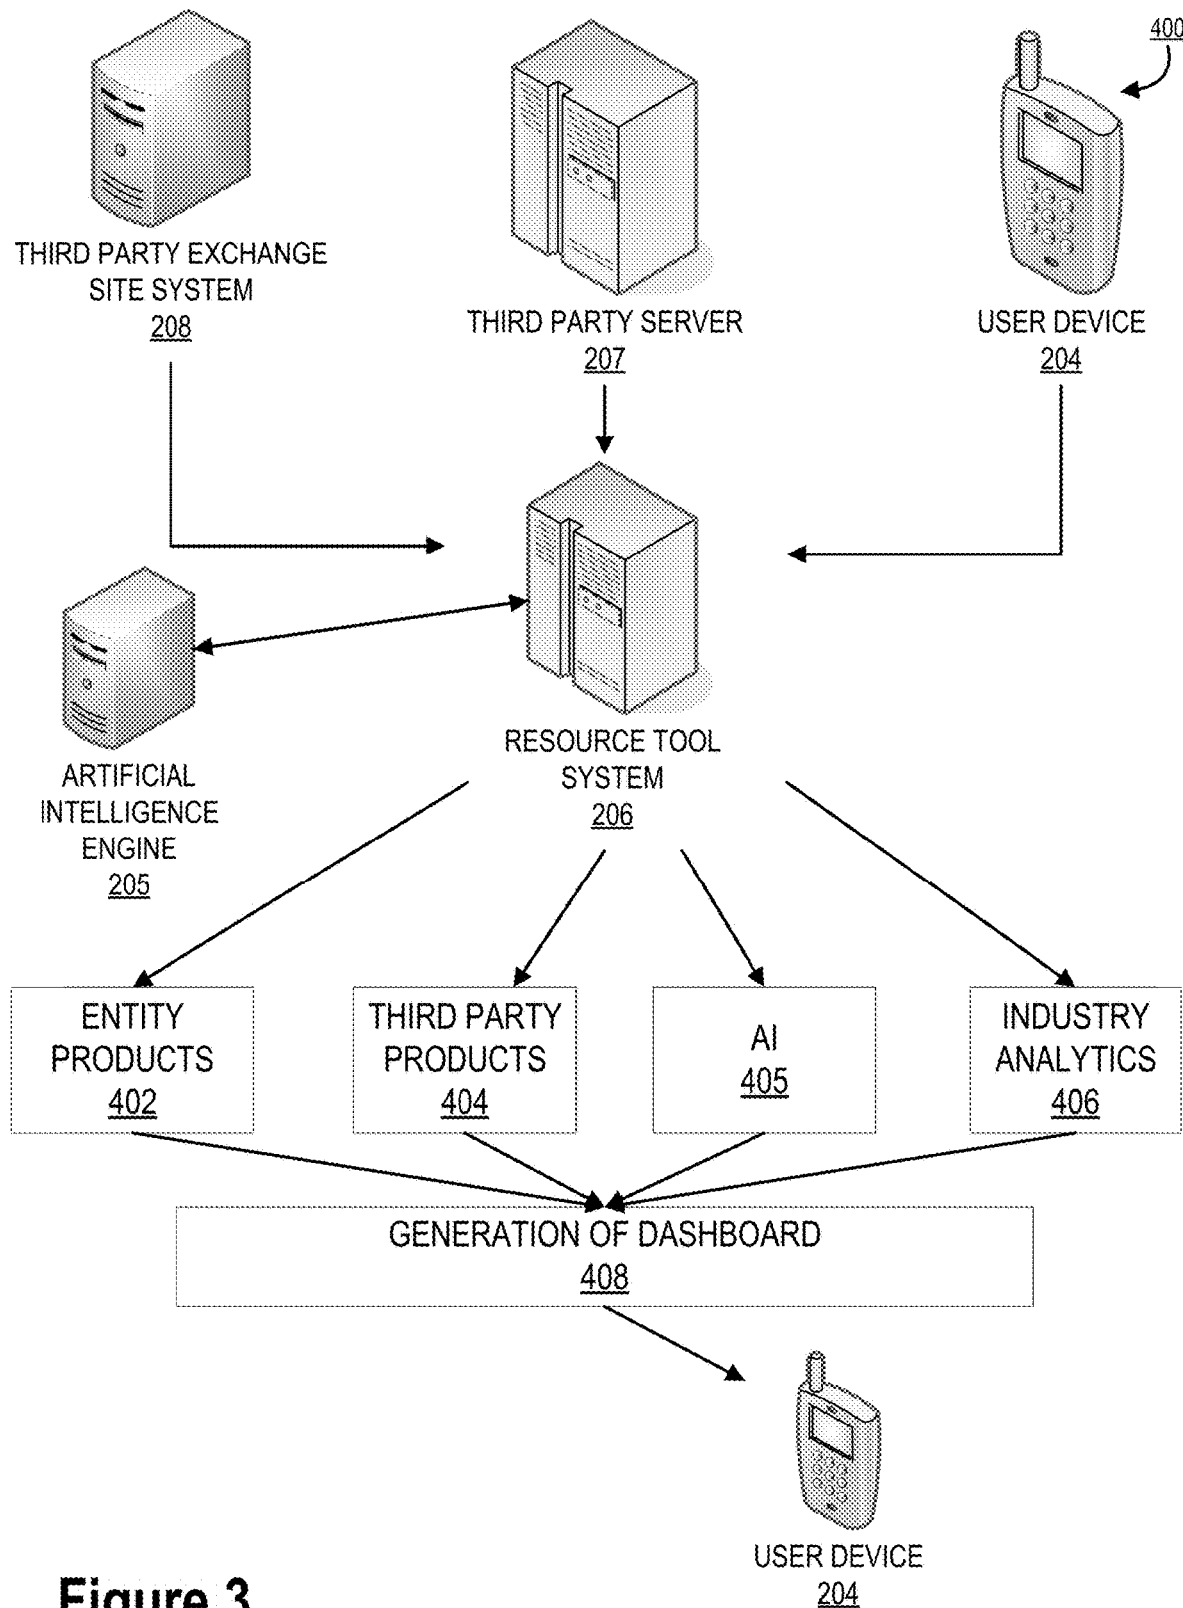 400
THIRD PARTY EXCHANGE
SITE SYSTEM
208
THIRD PARTY SERVER
207
USER DEVICE
204
ARTIFICIAL
INTELLIGENCE
ENGINE
205
RESOURCE TOOL
SYSTEM
206
ENTITY
PRODUCTS
402
THIRD PARTY
PRODUCTS
404
AI
405
INDUSTRY
ANALYTICS
406
GENERATION OF DASHBOARD
408
USER DEVICE
204
Figure 3